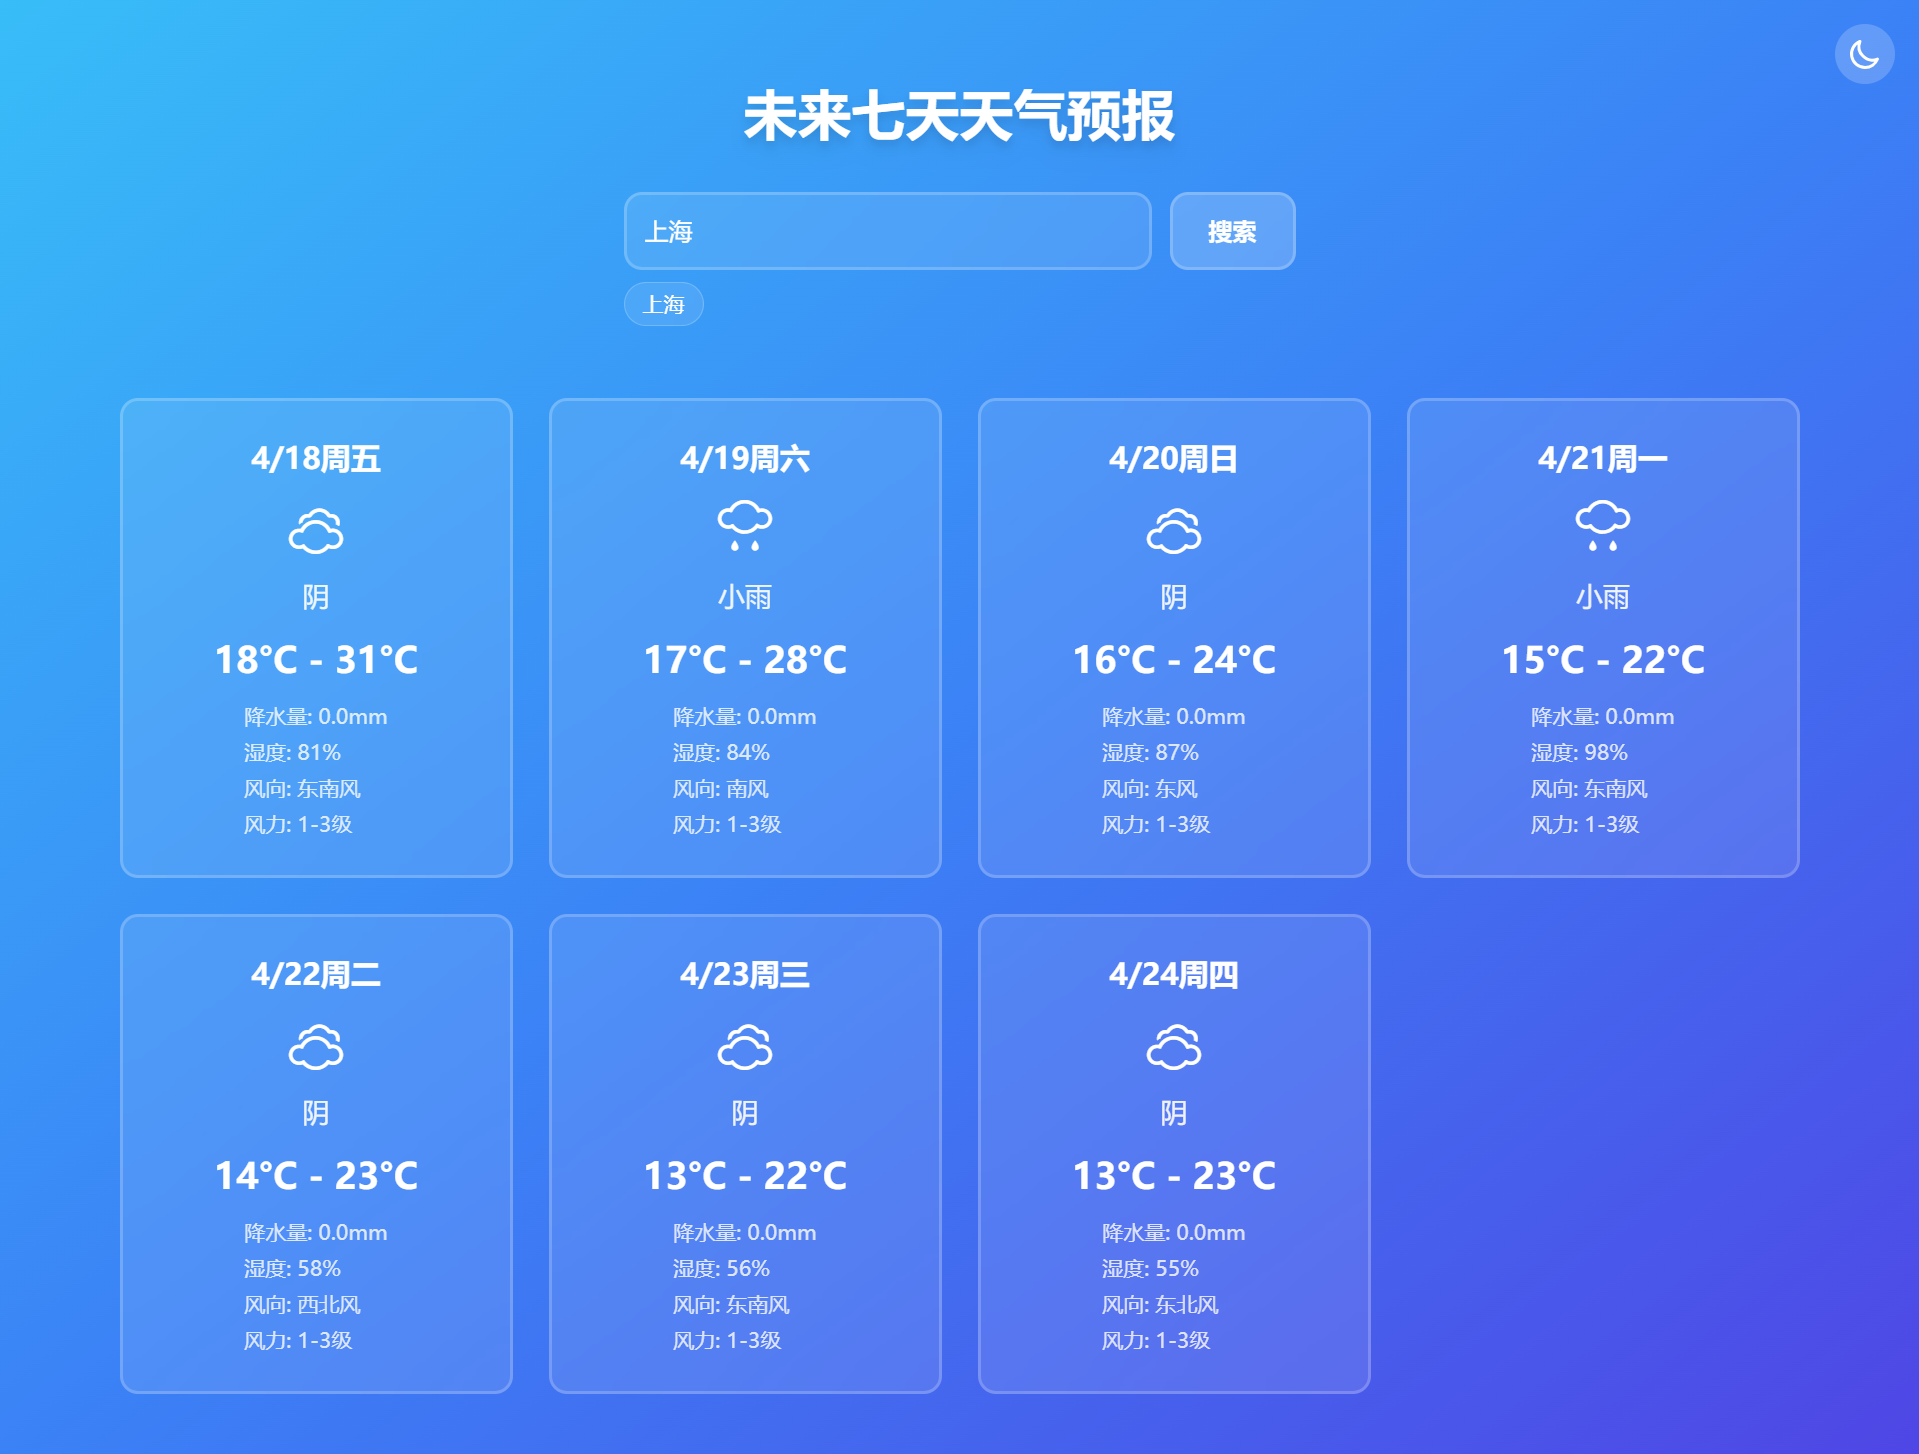 未来七天天气预报
上海
搜索
上海
4/18周五
阴
18°C - 31°C
降水量: 0.0mm
湿度: 81%
风向: 东南风
风力: 1-3级
4/19周六
小雨
17°C - 28°C
降水量: 0.0mm
湿度: 84%
风向: 南风
风力: 1-3级
4/20周日
阴
16°C - 24°C
降水量: 0.0mm
湿度: 87%
风向: 东风
风力: 1-3级
4/21周一
小雨
15°C - 22°C
降水量: 0.0mm
湿度: 98%
风向: 东南风
风力: 1-3级
4/22周二
阴
14°C - 23°C
降水量: 0.0mm
湿度: 58%
风向: 西北风
风力: 1-3级
4/23周三
阴
13°C - 22°C
降水量: 0.0mm
湿度: 56%
风向: 东南风
风力: 1-3级
4/24周四
阴
13°C - 23°C
降水量: 0.0mm
湿度: 55%
风向: 东北风
风力: 1-3级